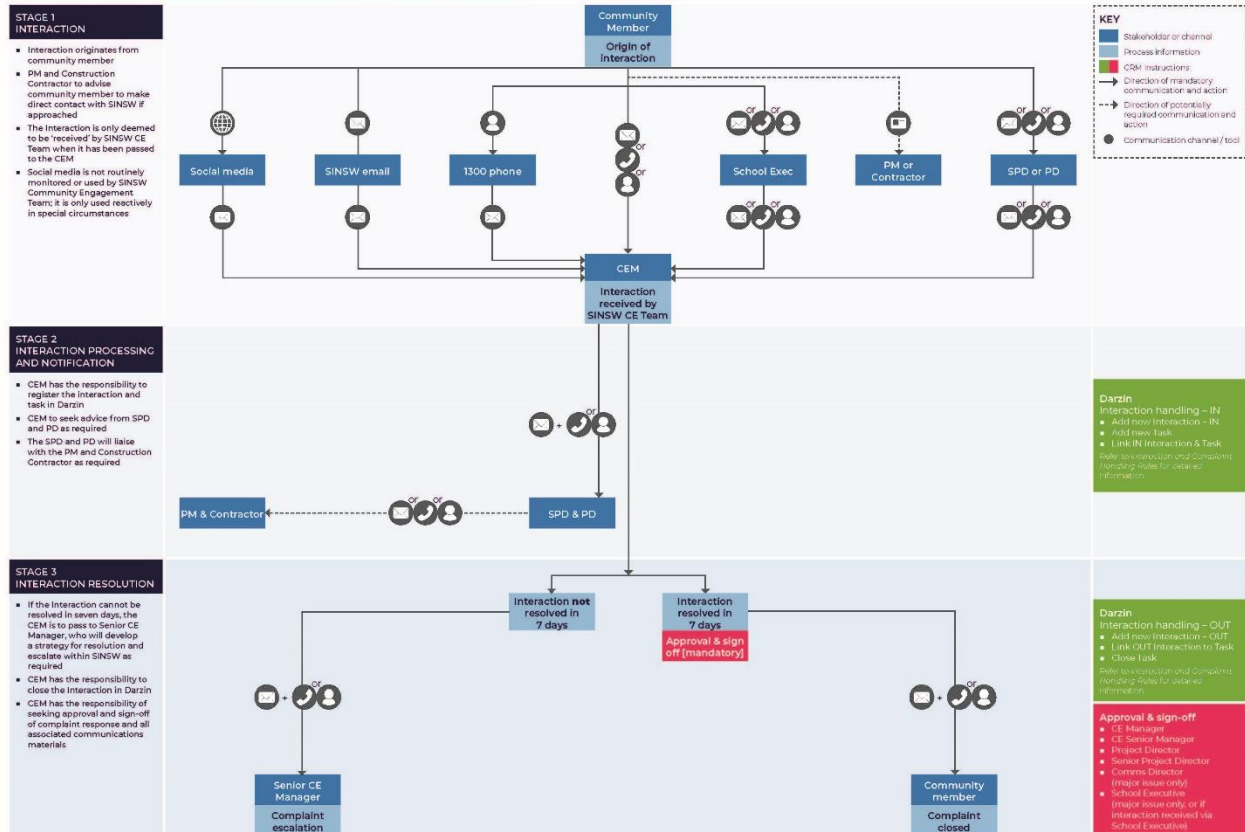 STAGE 1
INTERACTION
Interaction originates from
community member
PM and Construction
Contractor to advise
community member to make
direct contact with SINSW if
approached
The Interaction is only deemed
to be 'received' by SINSW CE
Team when it has been passed
to the CEM
Social media is not routinely
monitored or used by SINSW
Community Engagement
Team; it is only used reactively
in special circumstances
Community
Member
Origin of
interaction
or
or
or
or
or
or
Social media
SINSW email
1300 phone
School Exec
PM or
Contractor
SPD or PD
or
or
or
or
CEM
Interaction
received by
SINSW CE Team
KEY
Stakeholder or channel
Process information
CRM instructions
Direction of mandatory
communication and action
Direction of potentially
required communication and
action
Communication channel / tool
STAGE 2
INTERACTION PROCESSING
AND NOTIFICATION
CEM has the responsibility to
register the interaction and
task in Darzin
CEM to seek advice from SPD
and PD as required
The SPD and PD will liaise
with the PM and Construction
Contractor as required
+ or
PM & Contractor
or or
SPD & PD
Darzin
Interaction handling – IN
Add now Interaction – IN
Add new Task
Link IN Interaction & Task
Refer to Interaction and Complaint
Handling Rules for detailed
information
STAGE 3
INTERACTION RESOLUTION
If the Interaction cannot be
resolved in seven days, the
CEM is to pass to Senior CE
Manager, who will develop
a strategy for resolution and
escalate within SINSW as
required
CEM has the responsibility to
close the Interaction in Darzin
CEM has the responsibility of
seeking approval and sign-off
of complaint response and all
associated communications
materials
Interaction not
resolved in
7 days
Interaction
resolved in
7 days
Approval & sign
off [mandatory]
+ or
+ or
Senior CE
Manager
Complaint
escalation
Community
member
Complaint
closed
Darzin
Interaction handling – OUT
Add now Interaction – OUT
Link OUT Interaction to Task
Close Task
Refer to Interaction and Complaint
Handling Rules for detailed
information
Approval & sign-off
CE Manager
CE Senior Manager
Project Director
Senior Project Director
Comms Director
(major issue only)
School Executive
(major issue only, or if
interaction received via
School Executive)